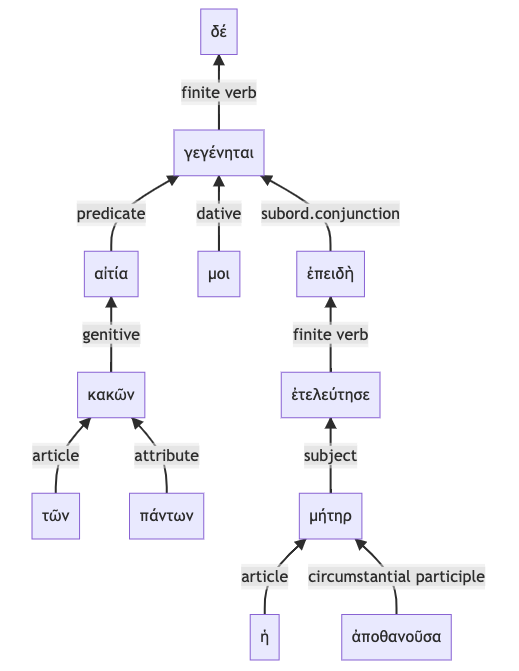 δέ
finite verb
γεγένηται
predicate dative subord.conjunction
αἰτία μοι ἐπειδὴ
genitive finite verb
κακῶν ἐτελεύτησε
article attribute subject
τῶν πάντων μήτηρ
article circumstantial participle
ἡ ἀποθανοῦσα